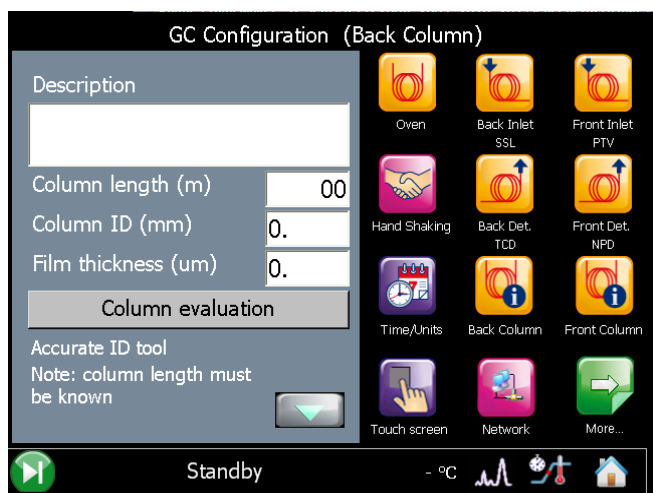 GC Configuration (Back Column)
Description
Column length (m)
00
Column ID (mm)
0.
Film thickness (um)
0.
Column evaluation
Accurate ID tool
Note: column length must
be known
Oven
Back Inlet
SSL
Front Inlet
PTV
Hand Shaking
Back Det.
TCD
Front Det.
NPD
7
Time/Units
Back Column
Front Column
Touch screen
Network
More...
Standby
- °C